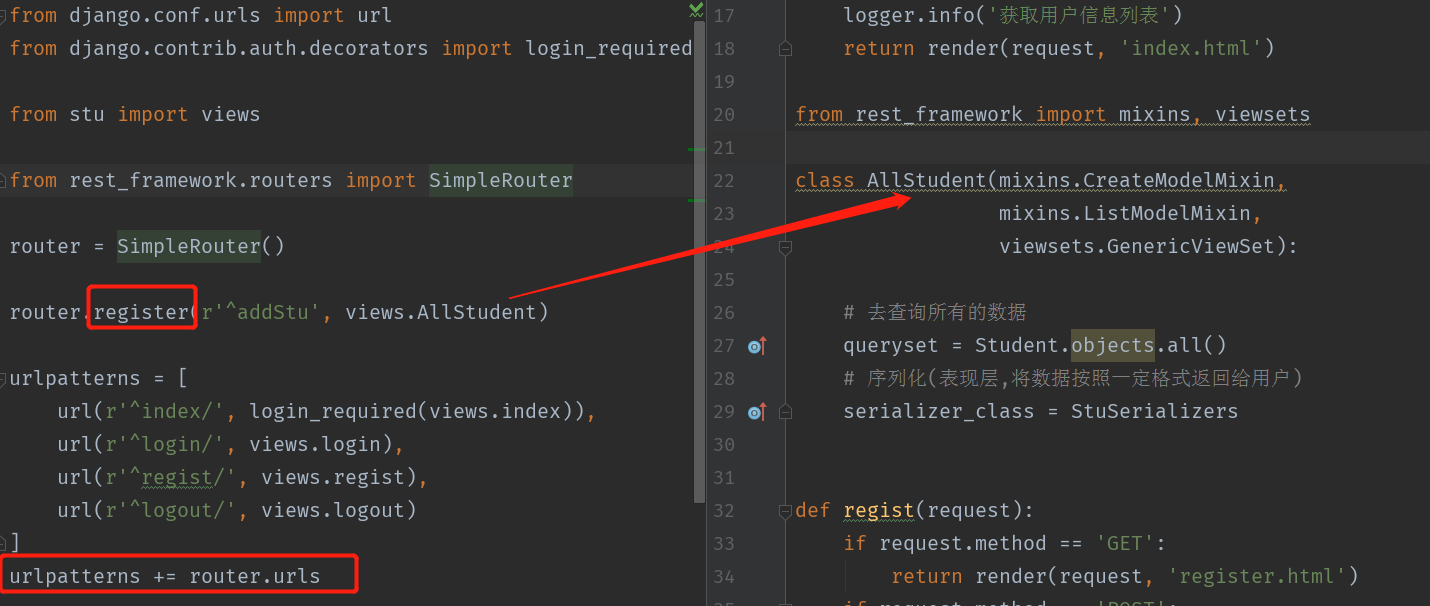 from django.conf.urls import url
from django.contrib.auth.decorators import login_required
from stu import views
from rest_framework.routers import SimpleRouter
router = SimpleRouter()
router.register(r'^addStu', views.AllStudent)
urlpatterns = [
    url(r'^index/', login_required(views.index)),
    url(r'^login/', views.login),
    url(r'^regist/', views.regist),
    url(r'^logout/', views.logout)
]
urlpatterns += router.urls
17 logger.info('获取用户信息列表')
18 return render(request, 'index.html')
19
20 from rest_framework import mixins, viewsets
21
22 class AllStudent(mixins.CreateModelMixin,
23 mixins.ListModelMixin,
24 viewsets.GenericViewSet):
25
26 # 去查询所有的数据
27 queryset = Student.objects.all()
28 # 序列化(表现层,将数据按照一定格式返回给用户)
29 serializer_class = StuSerializers
30
31
32 def regist(request):
33 if request.method == 'GET':
34 return render(request, 'register.html')